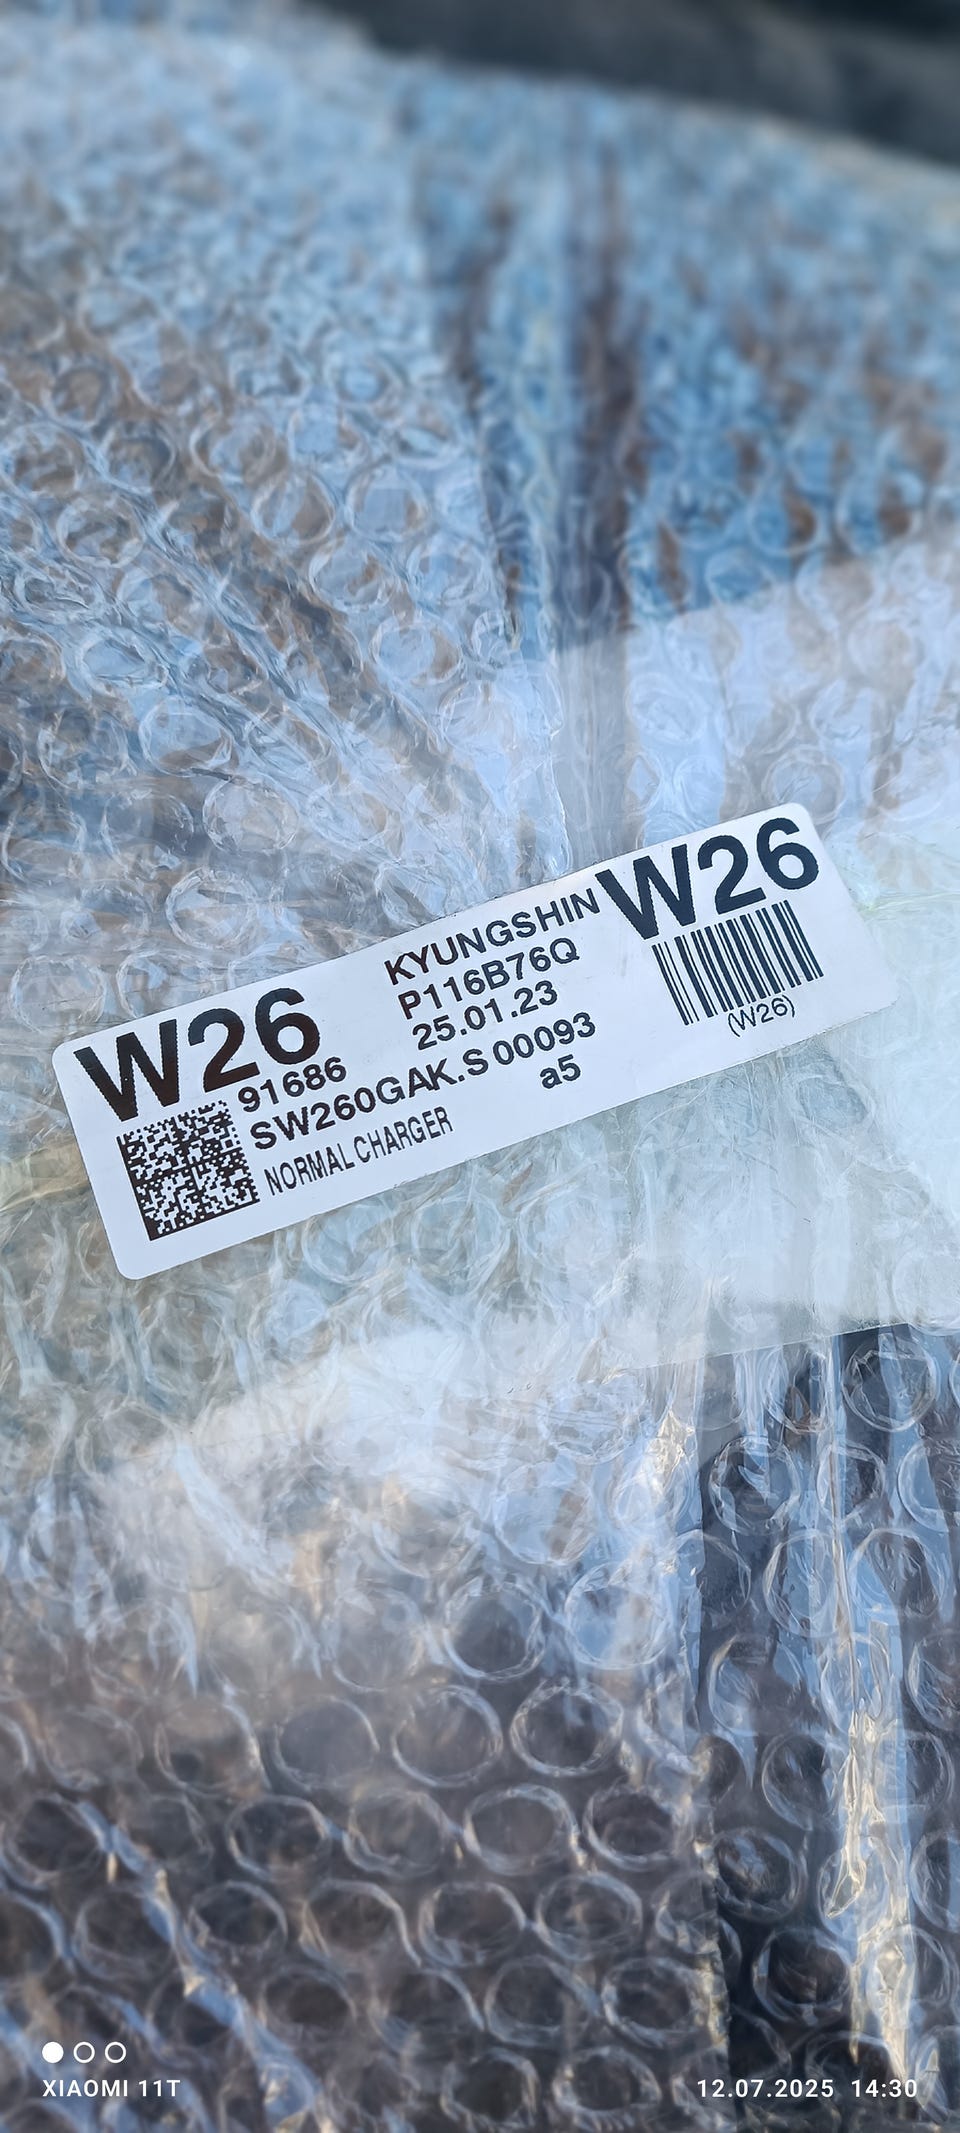 W26
KYUNGSHIN
P116B76Q
25.01.23
W26
(W26)
91686
SW260GAK.S 00093
a5
NORMAL CHARGER
XIAOMI 11T
12.07.2025 14:30